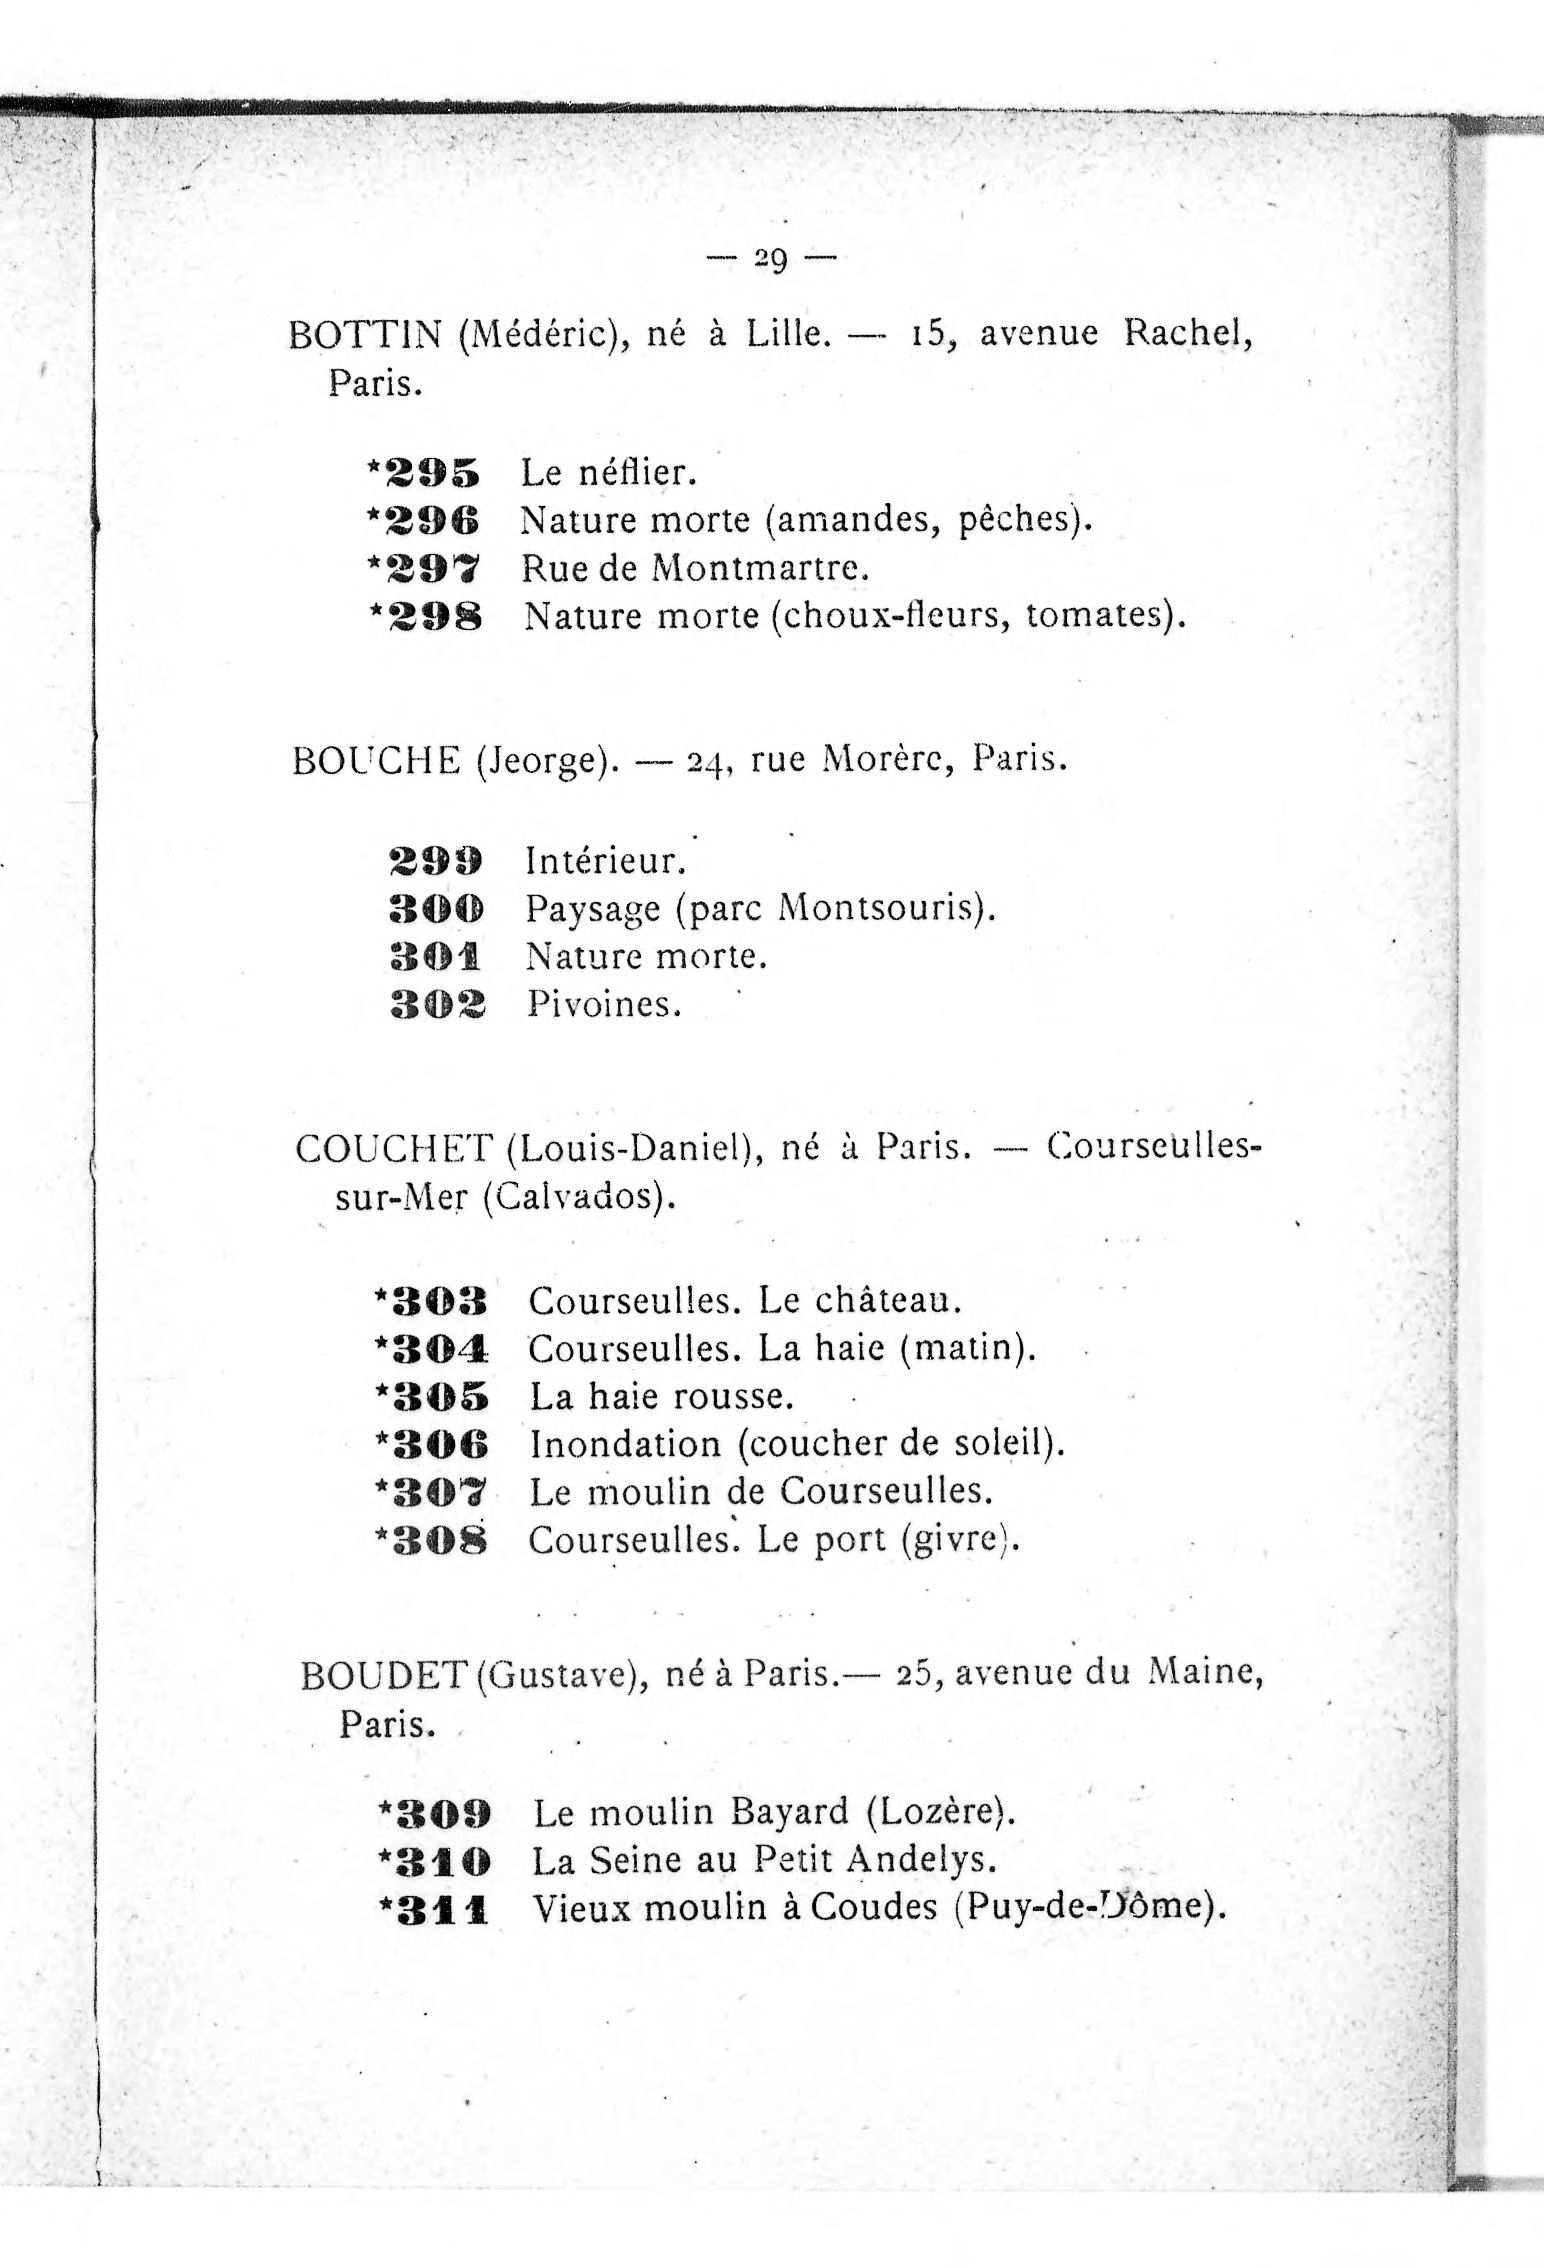 — 29 —
BOTTIN (Médéric), né à Lille. — 15, avenue Rachel,
Paris.
*295 Le néflier.
*296 Nature morte (amandes, pêches).
*297 Rue de Montmartre.
*298 Nature morte (choux-fleurs, tomates).
BOUCHE (Jeorge). — 24, rue Morère, Paris.
299 Intérieur.
300 Paysage (parc Montsouris).
301 Nature morte.
302 Pivoines.
COUCHET (Louis-Daniel), né à Paris. — Courseulles-
sur-Mer (Calvados).
*303 Courseulles. Le château.
*304 Courseulles. La haie (matin).
*305 La haie rousse.
*306 Inondation (coucher de soleil).
*307 Le moulin de Courseulles.
*308 Courseulles. Le port (givre).
BOUDET (Gustave), né à Paris. — 25, avenue du Maine,
Paris.
*309 Le moulin Bayard (Lozère).
*310 La Seine au Petit Andelys.
*311 Vieux moulin à Coudes (Puy-de-Dôme).